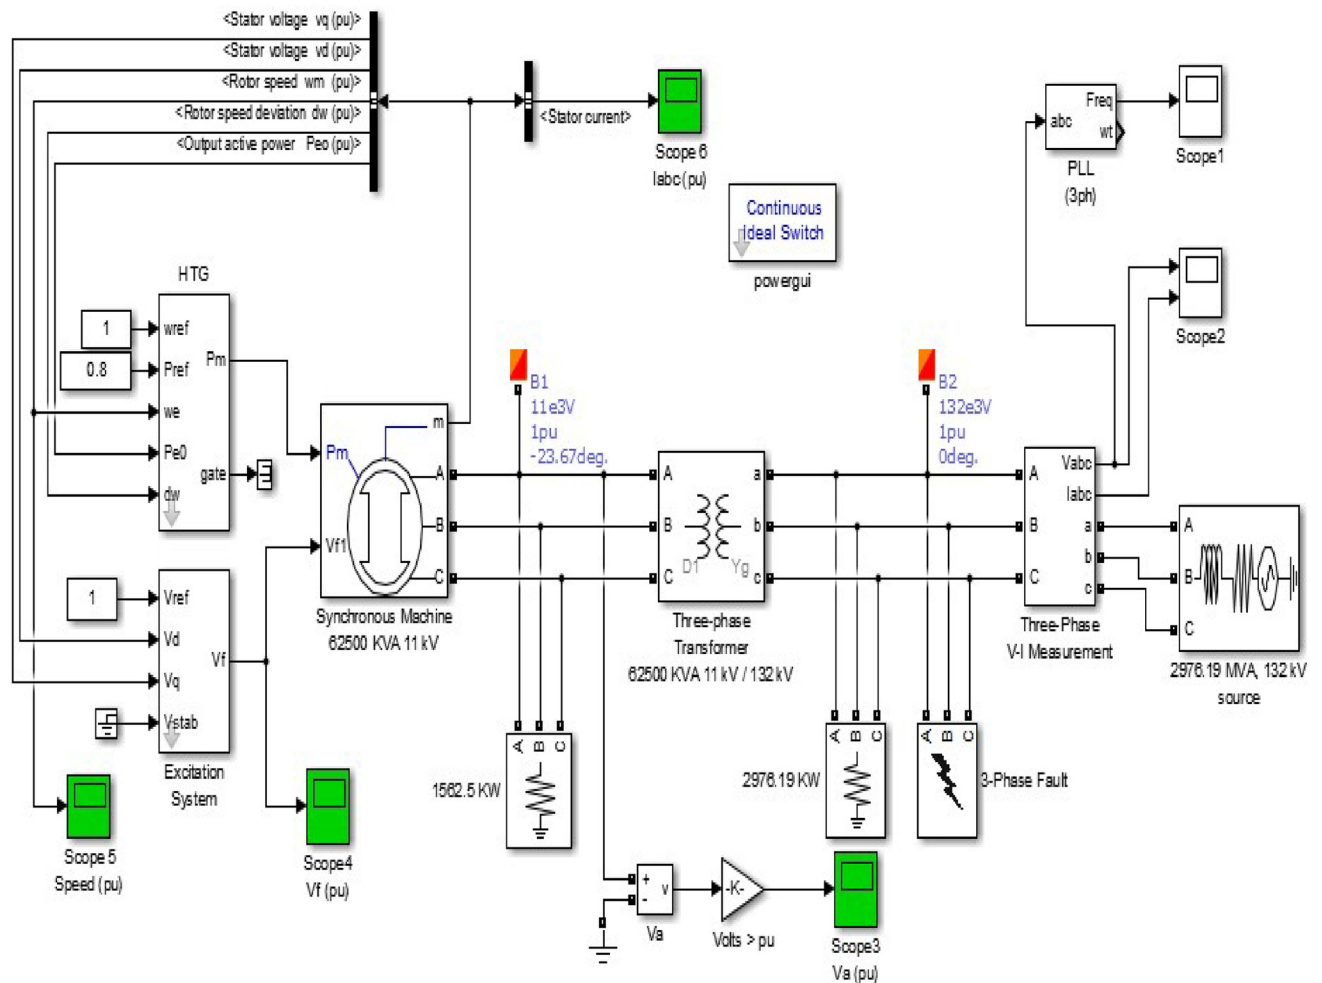 <Stator voltage vq (pu)>
<Stator voltage vd (pu)>
<Rotor speed wm (pu)>
<Rotor speed deviation dw (pu)>
<Output active power Peo (pu)>
<Stator current>
Scope 6
Iabc (pu)
Continuous
Ideal Switch
powergui
Freq
abc
wt
PLL
(3ph)
Scope1
Scope2
HTG
1
0.8
wref
Pref
we
Pe0
dw
Pm
gate
Pm
Vf1
m
A
B
C
Synchronous Machine
62500 KVA 11 kV
B1
11e3V
1pu
-23.67deg.
A
B
C
D1
Yg
a
b
c
Three-phase
Transformer
62500 KVA 11 kV / 132 kV
B2
132e3V
1pu
0deg.
A
B
C
Vabc
Iabc
a
b
c
Three-Phase
V-I Measurement
A
B
C
2976.19 MVA, 132 kV
source
1
Vref
Vd
Vq
Vstab
Vf
Excitation
System
Scope 5
Speed (pu)
Scope4
Vf (pu)
A B C
1562.5 KW
A B C
2976.19 KW
A B C
3-Phase Fault
+
-
v
Va
-K-
Volts > pu
Scope3
Va (pu)